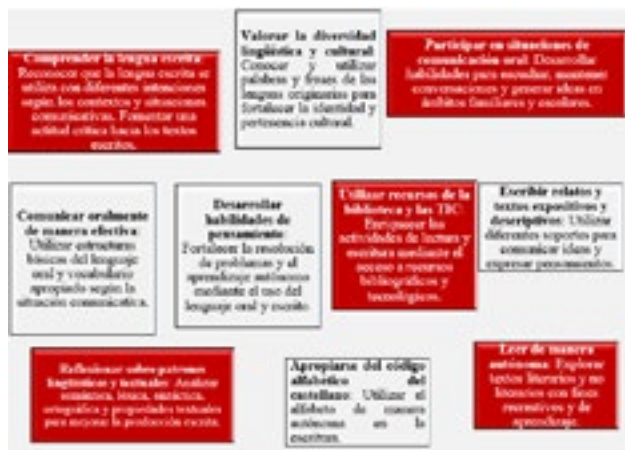 Comprender la lengua escrita:
Reconocer que la lengua escrita se
utiliza con diferentes intenciones
según los contextos y situaciones
comunicativas. Fomentar una
actitud crítica hacia los textos
escritos.
Valorar la diversidad
lingüística y cultural:
Conocer y utilizar
palabras y frases de las
lenguas originarias para
fortalecer la identidad y
pertenencia cultural.
Participar en situaciones de
comunicación oral: Desarrollar
habilidades para escuchar, mantener
conversaciones y generar ideas en
ámbitos familiares y escolares.
Comunicar oralmente
de manera efectiva:
Utilizar estructuras
básicas del lenguaje
oral y vocabulario
apropiado según la
situación comunicativa.
Desarrollar
habilidades de
pensamiento:
Fortalecer la resolución
de problemas y el
aprendizaje autónomo
mediante el uso del
lenguaje oral y escrito.
Utilizar recursos de la
biblioteca y las TIC:
Enriquecer las
actividades de lectura y
escritura mediante el
acceso a recursos
bibliográficos y
tecnológicos.
Escribir relatos y
textos expositivos y
descriptivos: Utilizar
diferentes soportes para
comunicar ideas y
expresar pensamientos.
Reflexionar sobre patrones
lingüísticos y textuales: Analizar
semántica, léxica, sintáctica,
ortográfica y propiedades textuales
para mejorar la producción escrita.
Apropiarse del código
alfabético del
castellano: Utilizar el
alfabeto de manera
autónoma en la
escritura.
Leer de manera
autónoma: Explorar
textos literarios y no
literarios con fines
recreativos y de
aprendizaje.